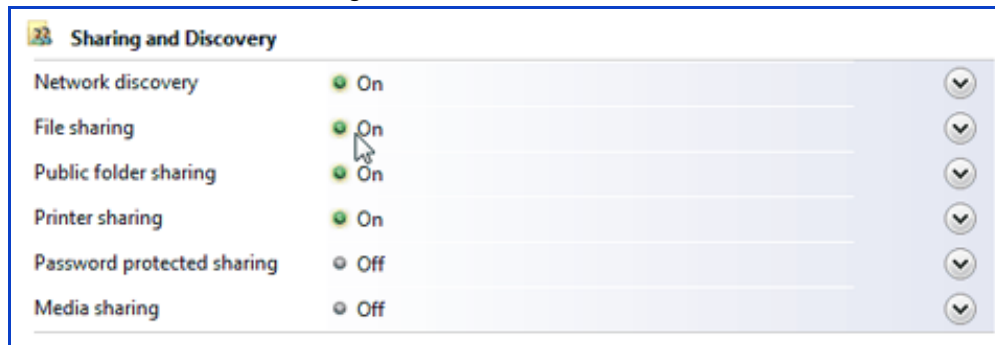 Sharing and Discovery
Network discovery On
File sharing On
Public folder sharing On
Printer sharing On
Password protected sharing Off
Media sharing Off